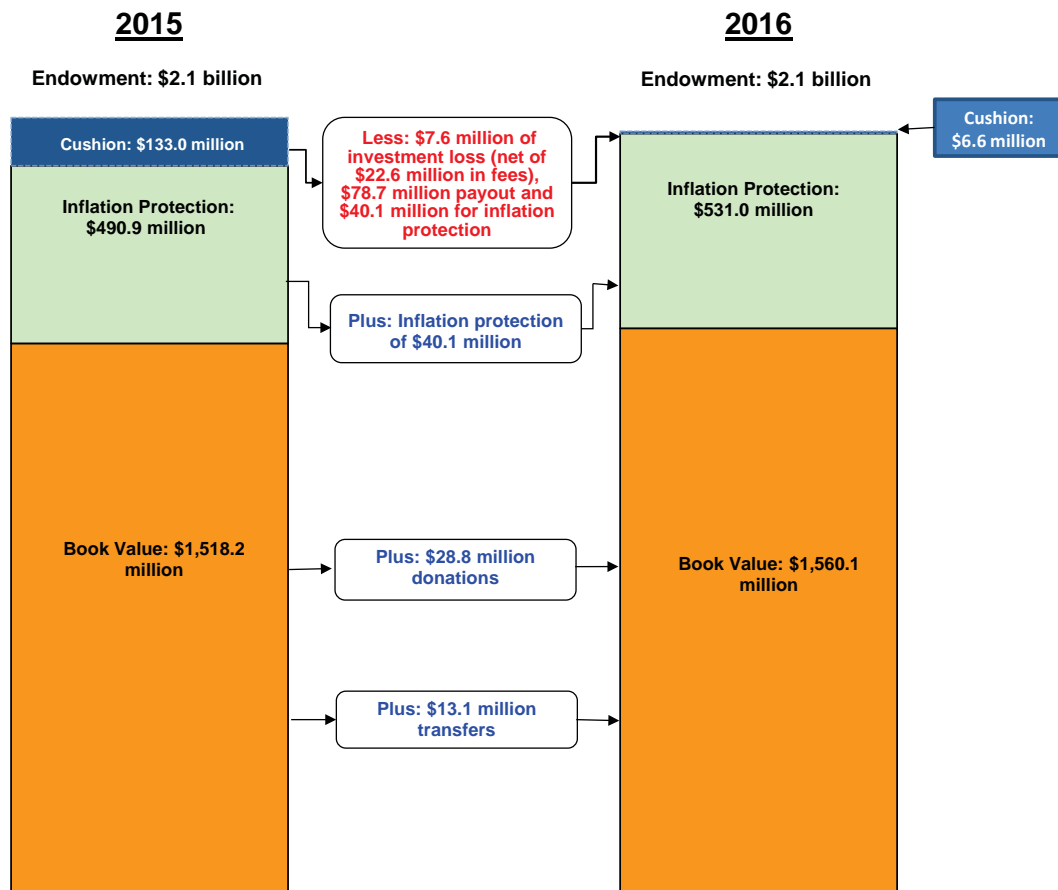 2015
Endowment: $2.1 billion
Cushion: $133.0 million
Inflation Protection:
$490.9 million
Book Value: $1,518.2
million
Less: $7.6 million of
investment loss (net of
$22.6 million in fees),
$78.7 million payout and
$40.1 million for inflation
protection
Plus: Inflation protection
of $40.1 million
Plus: $28.8 million
donations
Plus: $13.1 million
transfers
2016
Endowment: $2.1 billion
Cushion:
$6.6 million
Inflation Protection:
$531.0 million
Book Value: $1,560.1
million